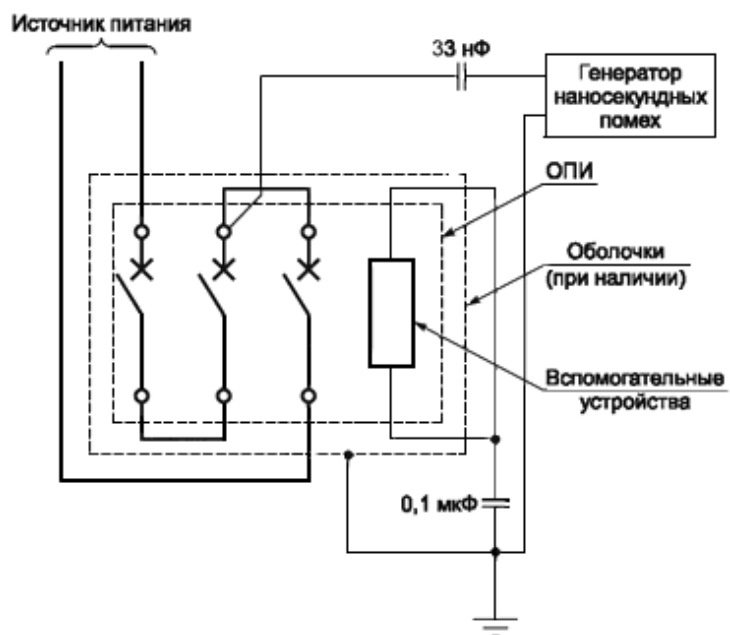 Источник питания
33 нФ
Генератор
наносекундных
помех
ОПИ
Оболочки
(при наличии)
Вспомогательные
устройства
0,1 мкФ